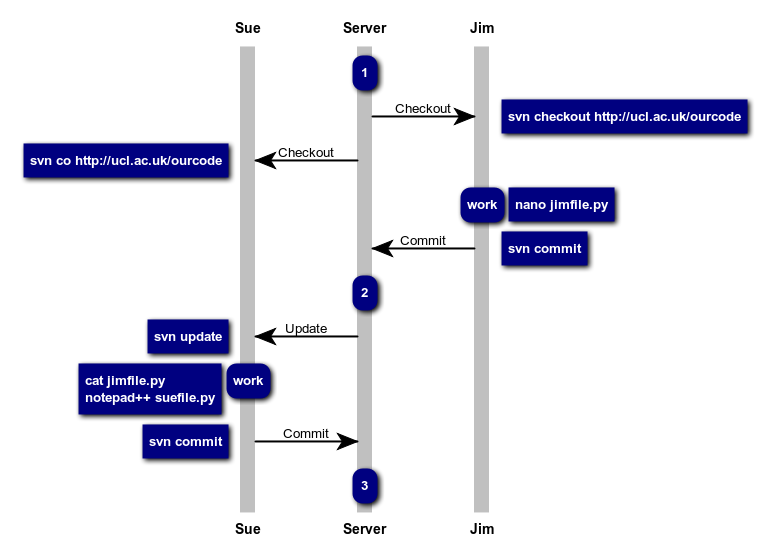 Sue Server Jim
1
Checkout
svn checkout http://ucl.ac.uk/ourcode
svn co http://ucl.ac.uk/ourcode
Checkout
work
nano jimfile.py
Commit
svn commit
2
svn update
Update
cat jimfile.py
notepad++ suefile.py
work
svn commit
Commit
3
Sue Server Jim